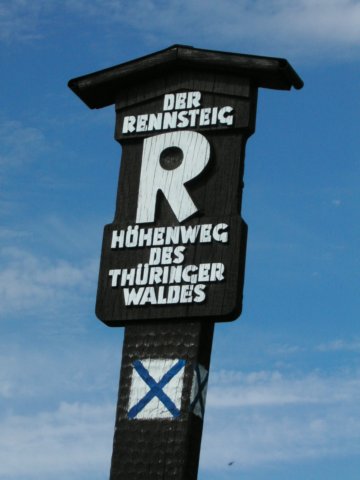 DER
RENNSTEIG
R
HÖHENWEG
DES
THÜRINGER
WALDES